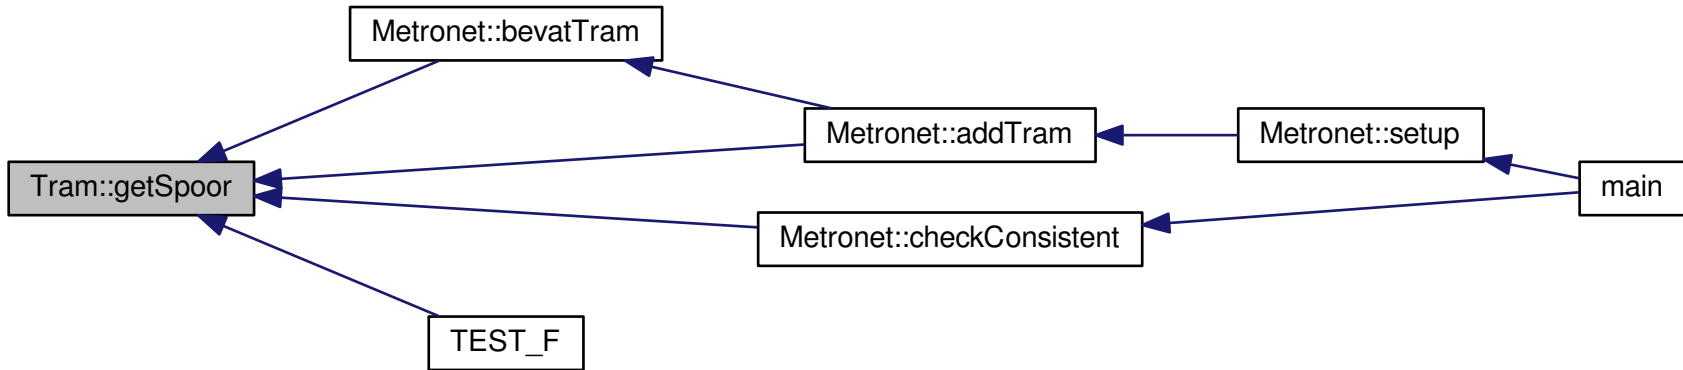 Metronet::bevatTram
Metronet::addTram
Metronet::setup
Tram::getSpoor
main
Metronet::checkConsistent
TEST_F